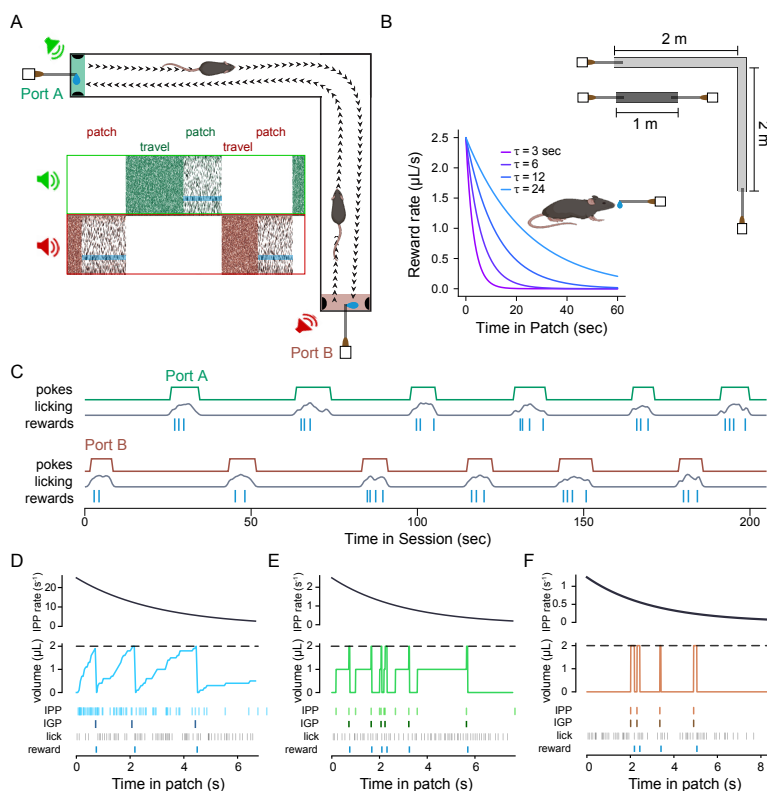 A
Port A
patch patch patch
travel travel
Port B
B
2 m
1 m
2 m
Reward rate (μL/s)
2.5
2.0
1.5
1.0
0.5
0.0
τ = 3 sec
τ = 6
τ = 12
τ = 24
0 20 40 60
Time in Patch (sec)
C
Port A
pokes
licking
rewards
Port B
pokes
licking
rewards
0 50 100 150 200
Time in Session (sec)
D
IPP rate (s⁻¹)
20
10
0
volume (μL)
2
1
0
IPP
IGP
lick
reward
0 2 4 6
Time in patch (s)
E
IPP rate (s⁻¹)
2
1
0
volume (μL)
2
1
0
IPP
IGP
lick
reward
0 2 4 6
Time in patch (s)
F
IPP rate (s⁻¹)
1
0.5
0
volume (μL)
2
1
0
IPP
IGP
lick
reward
0 2 4 6 8
Time in patch (s)